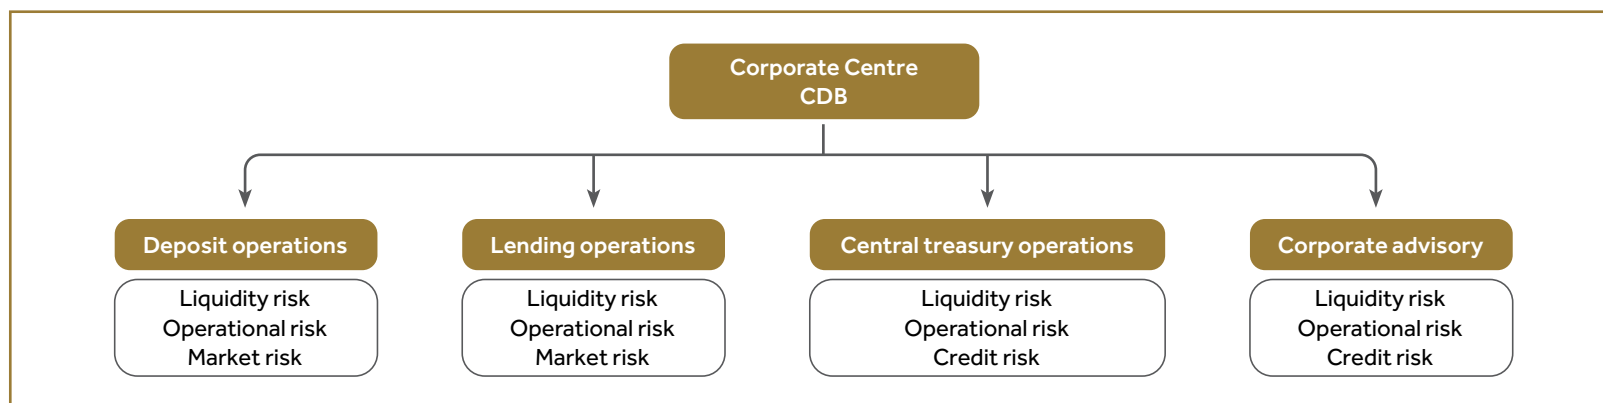 Corporate Centre
CDB
Deposit operations
Liquidity risk
Operational risk
Market risk
Lending operations
Liquidity risk
Operational risk
Market risk
Central treasury operations
Liquidity risk
Operational risk
Credit risk
Corporate advisory
Liquidity risk
Operational risk
Credit risk